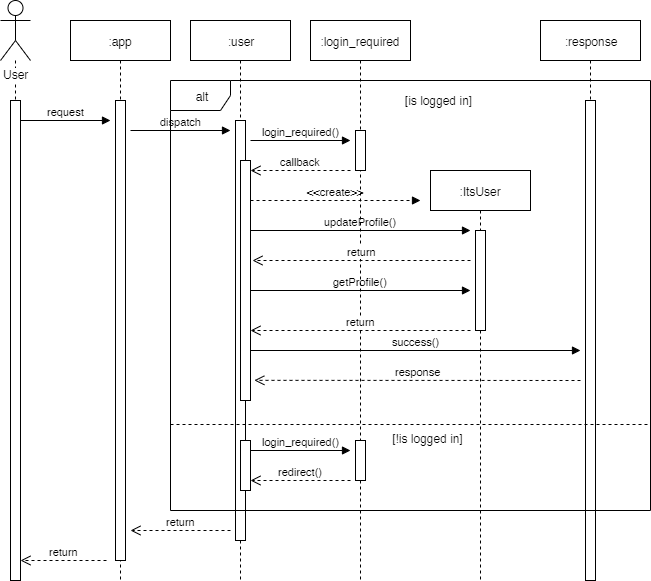 :app
:user
:login_required
:response
User
alt
[is logged in]
request
dispatch
login_required()
callback
<<create>>
:ItsUser
updateProfile()
return
getProfile()
return
success()
response
[!is logged in]
login_required()
redirect()
return
return